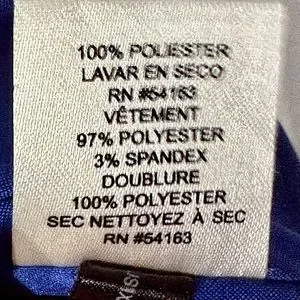 100% POLIESTER
LAVAR EN SECO
RN #54163
VÊTEMENT
97% POLYESTER
3% SPANDEX
DOUBLURE
100% POLYESTER
SEC NETTOYEZ À SEC
RN #54163